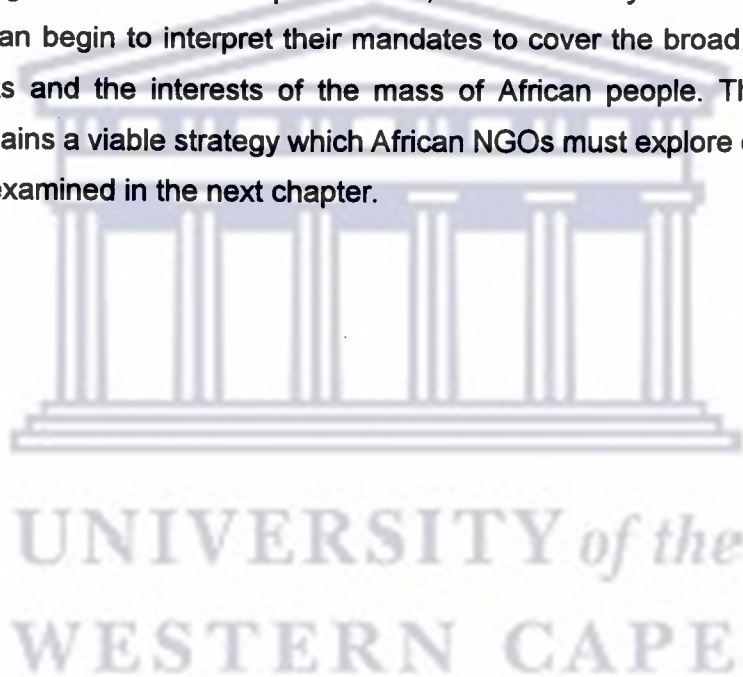 an begin to interpret their mandates to cover the broad
s and the interests of the mass of African people.
ains a viable strategy which African NGOs must explore
examined in the next chapter.
UNIVERSITY of the
WESTERN CAPE